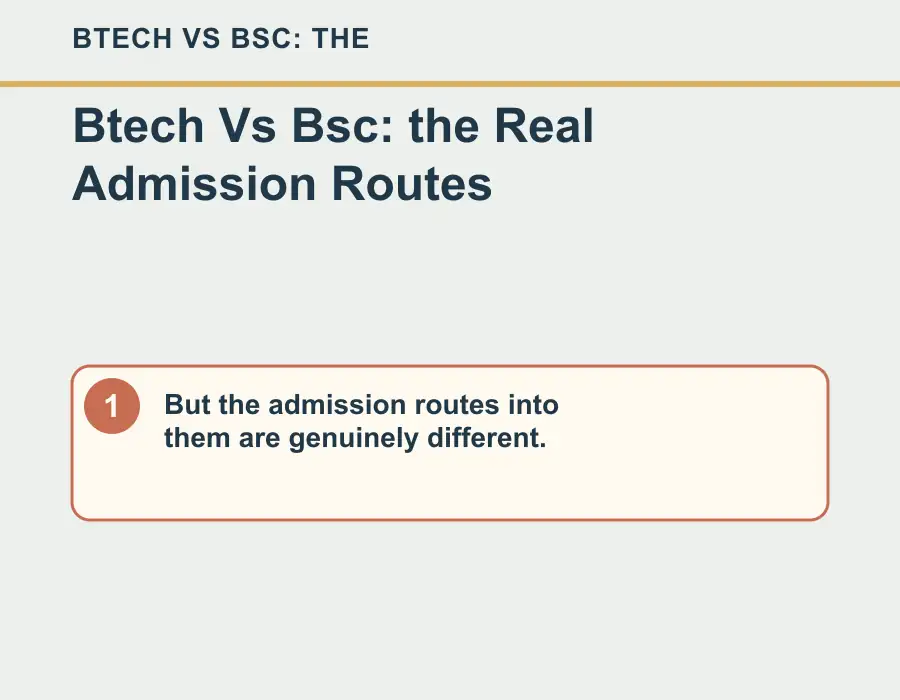 BTECH VS BSC: THE
Btech Vs Bsc: the Real
Admission Routes
1
But the admission routes into
them are genuinely different.